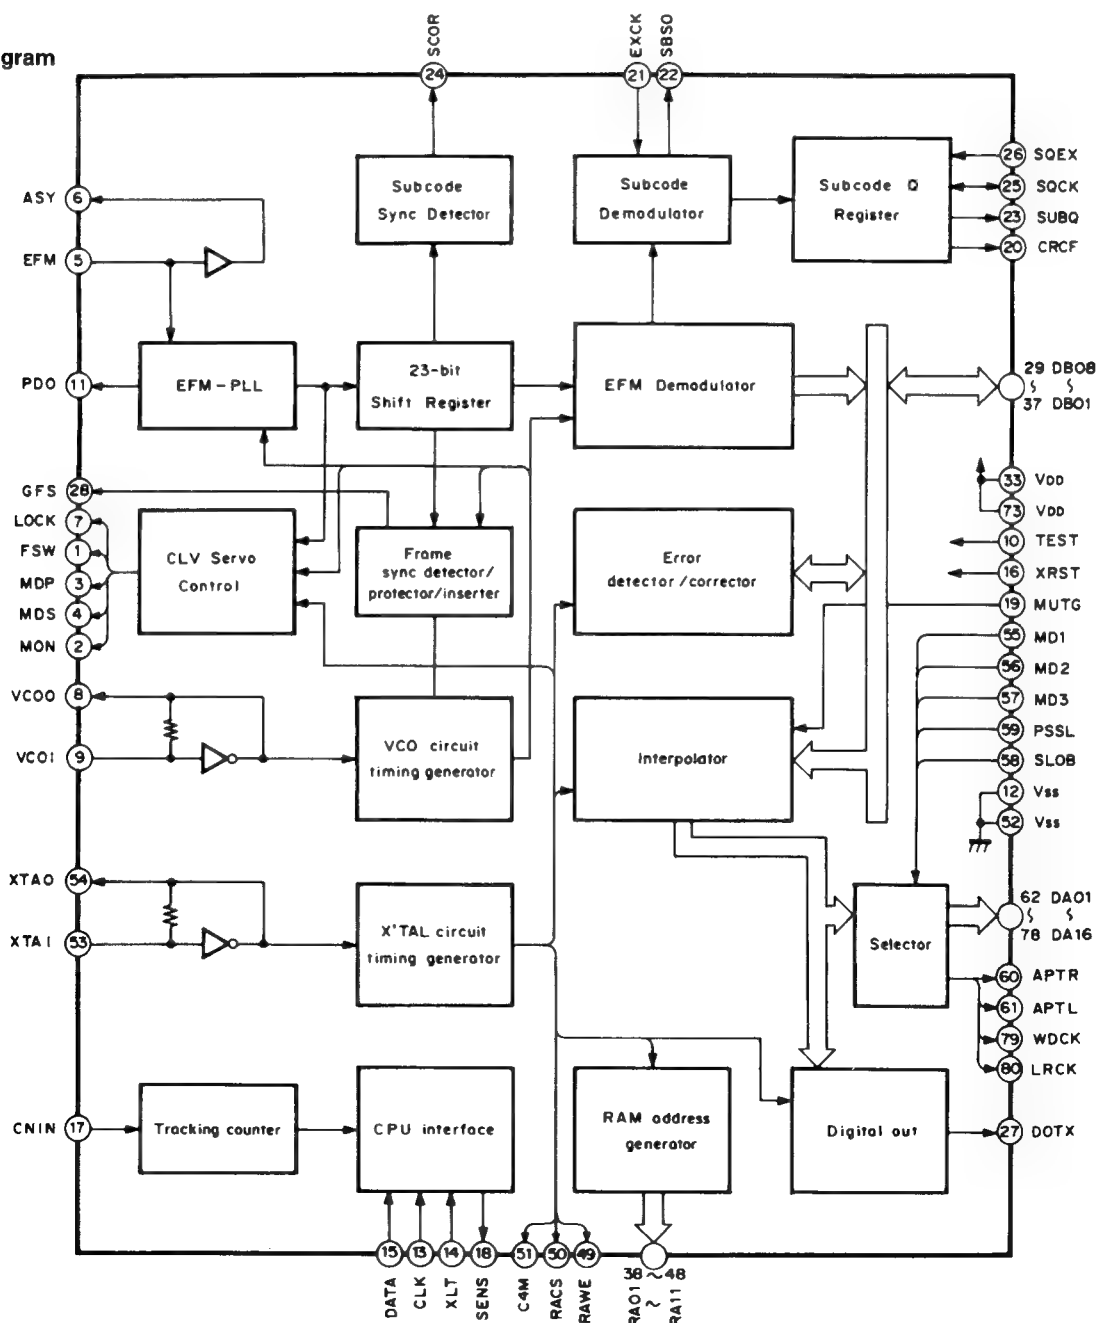 gram
SCOR
24
EXCK
21
SBSO
22
ASY 6
EFM 5
Subcode
Sync Detector
Subcode
Demodulator
Subcode Q
Register
26 SQEX
25 SQCK
23 SUBQ
20 CRCF
PDO 11
EFM-PLL
23-bit
Shift Register
EFM Demodulator
29 DB08
37 DB01
GFS 28
LOCK 7
FSW 1
MDP 3
MDS 4
MON 2
CLV Servo
Control
Frame
sync detector/
protector/inserter
Error
detector/corrector
33 VDD
73 VDD
10 TEST
16 XRST
19 MUTG
55 MD1
56 MD2
57 MD3
59 PSSL
58 SLOB
12 Vss
52 Vss
VCOO 8
VCOI 9
VCO circuit
timing generator
Interpolator
XTAO 54
XTAI 53
X'TAL circuit
timing generator
Selector
62 DA01
78 DA16
60 APTR
61 APTL
79 WDCK
80 LRCK
CNIN 17
Tracking counter
CPU interface
RAM address
generator
Digital out
27 DOTX
15
DATA
13
CLK
14
XLT
18
SENS
51
C4M
50
RACS
49
RAWE
38 ~ 48
RA01 ~ RA11